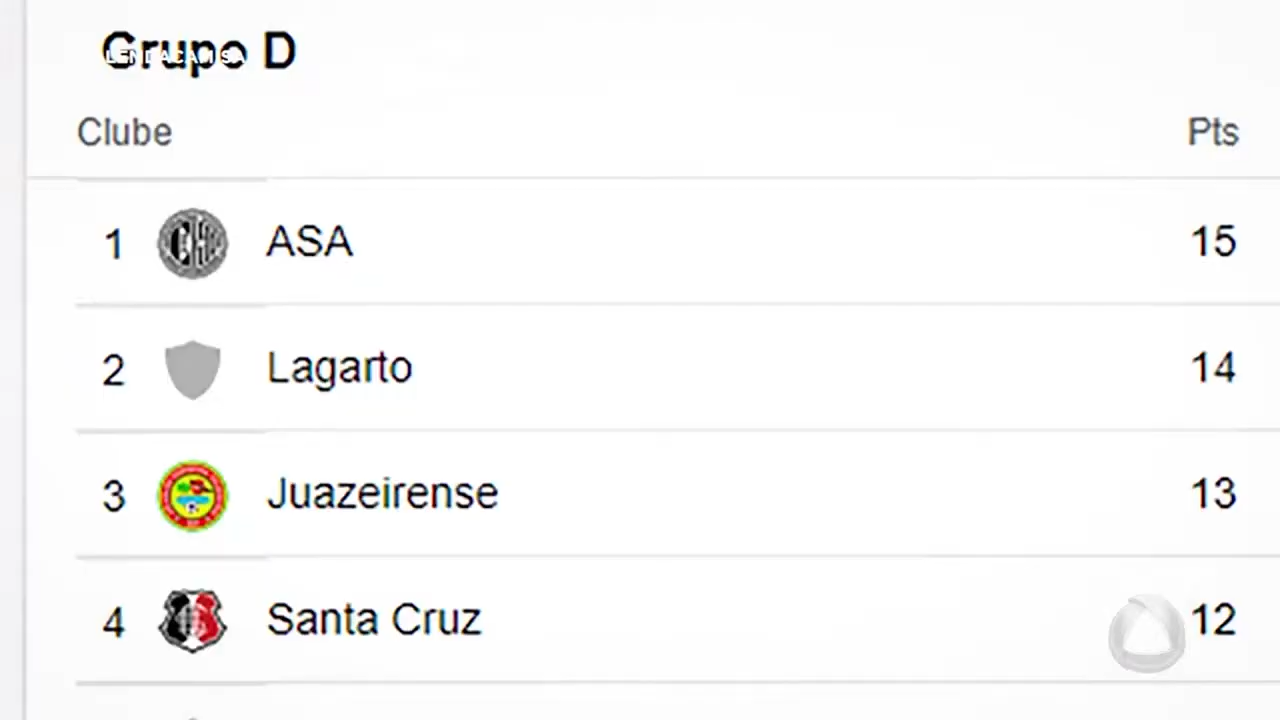 Grupo D
Clube Pts
1 ASA 15
2 Lagarto 14
3 Juazeirense 13
4 Santa Cruz 12